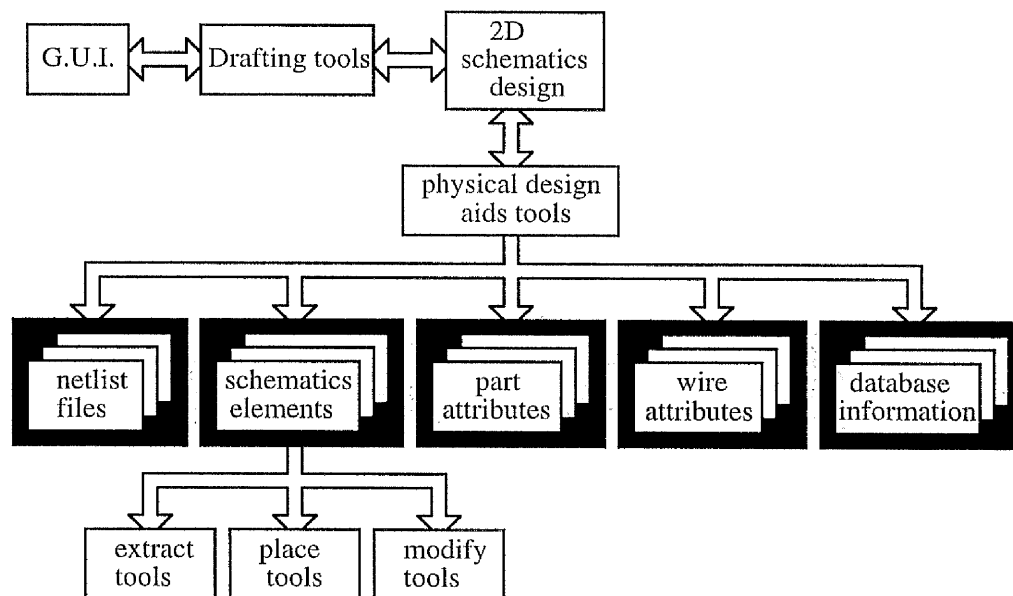 G.U.I.
Drafting tools
2D
schematics
design
physical design
aids tools
netlist
files
schematics
elements
part
attributes
wire
attributes
database
information
extract
tools
place
tools
modify
tools